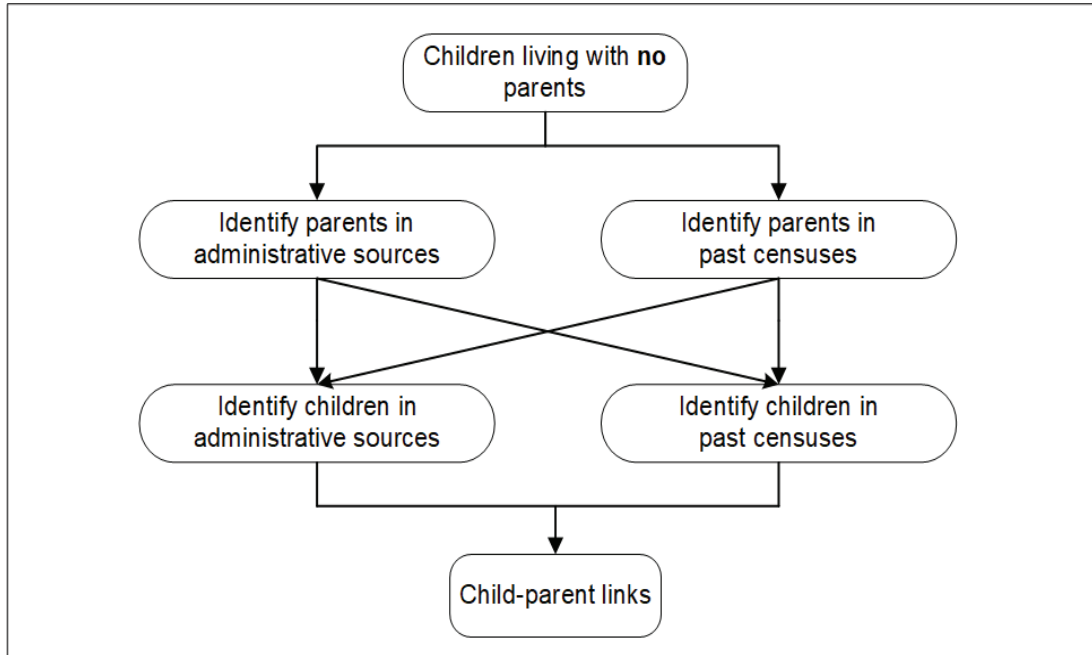 Children living with no
parents
Identify parents in
administrative sources
Identify parents in
past censuses
Identify children in
administrative sources
Identify children in
past censuses
Child-parent links